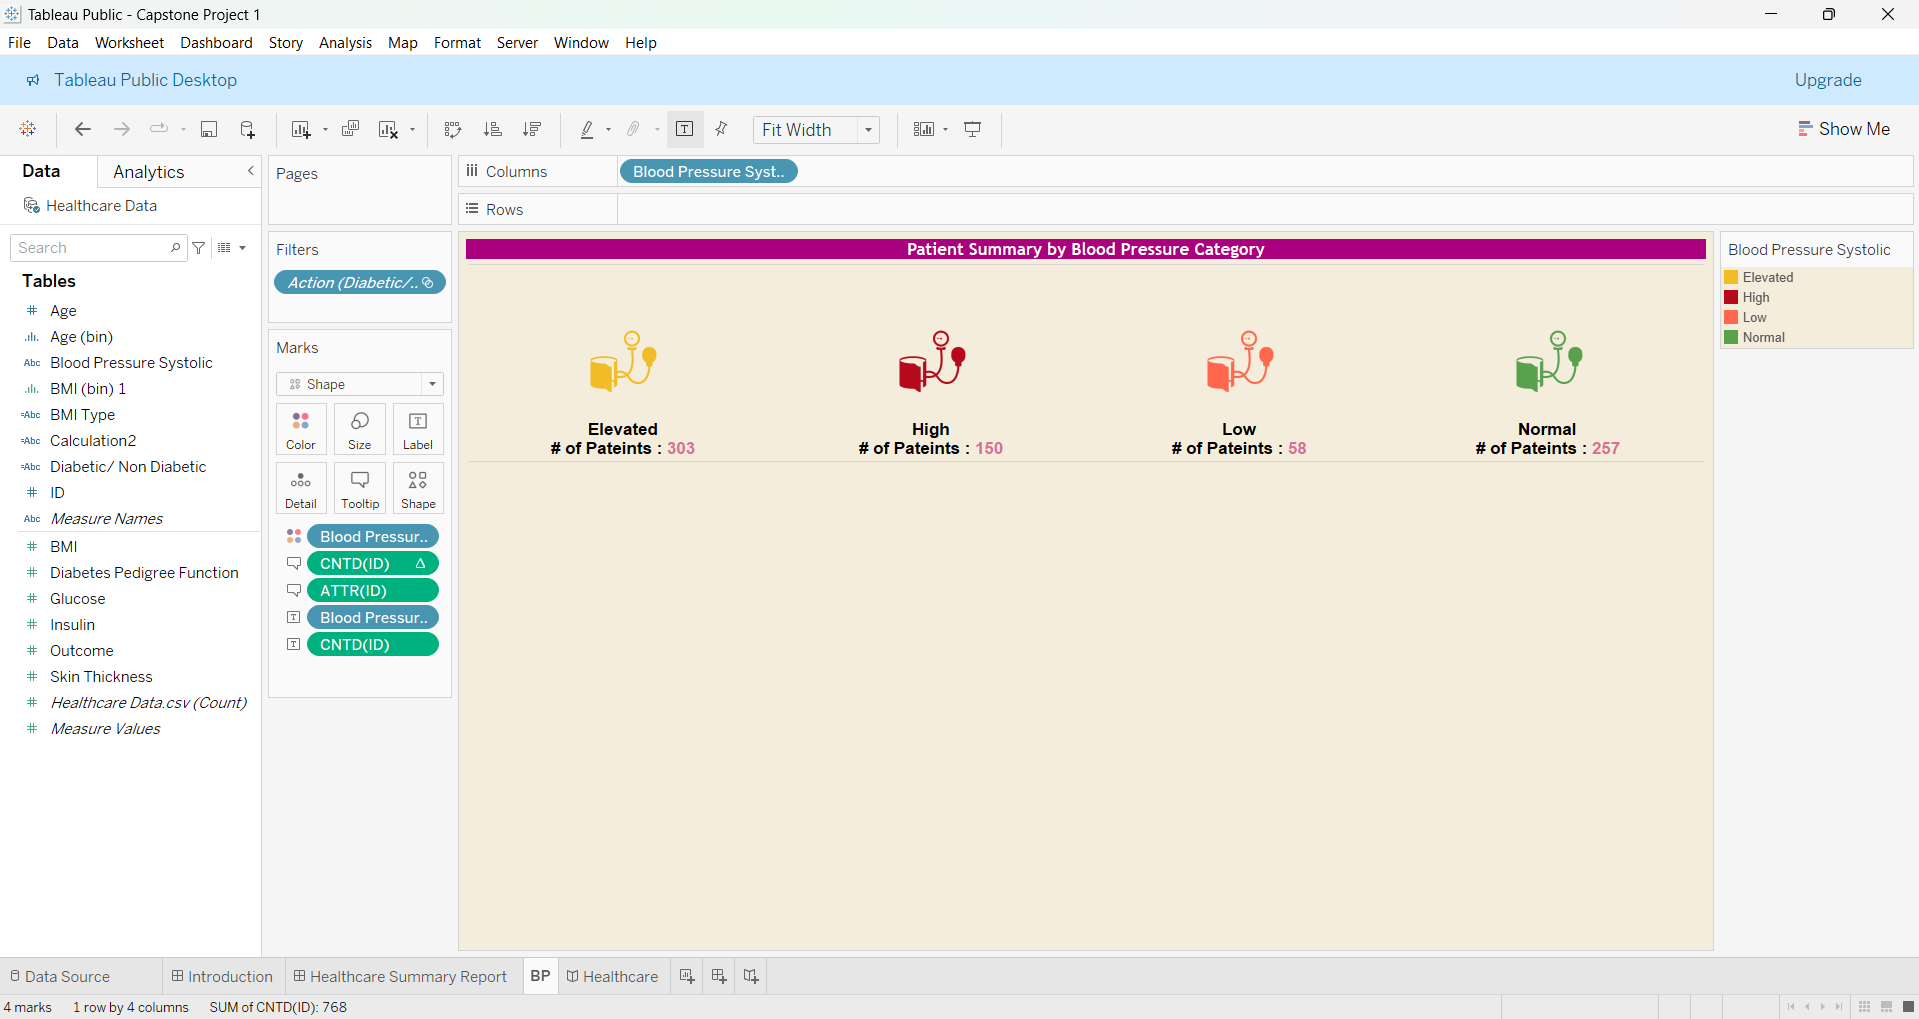 Tableau Public - Capstone Project 1
File Data Worksheet Dashboard Story Analysis Map Format Server Window Help
Tableau Public Desktop Upgrade
Fit Width Show Me
Data Analytics
Healthcare Data
Search
Tables
Age
Age (bin)
Abc Blood Pressure Systolic
BMI (bin) 1
=Abc BMI Type
=Abc Calculation2
=Abc Diabetic/ Non Diabetic
ID
Abc Measure Names
BMI
Diabetes Pedigree Function
Glucose
Insulin
Outcome
Skin Thickness
Healthcare Data.csv (Count)
Measure Values
Pages
Filters
Action (Diabetic/..
Marks
Shape
Color Size Label
Detail Tooltip Shape
Blood Pressur..
CNTD(ID) Δ
ATTR(ID)
Blood Pressur..
CNTD(ID)
Columns Blood Pressure Syst..
Rows
Patient Summary by Blood Pressure Category
Elevated High Low Normal
# of Pateints : 303 # of Pateints : 150 # of Pateints : 58 # of Pateints : 257
Blood Pressure Systolic
Elevated
High
Low
Normal
Data Source Introduction Healthcare Summary Report BP Healthcare
4 marks 1 row by 4 columns SUM of CNTD(ID): 768